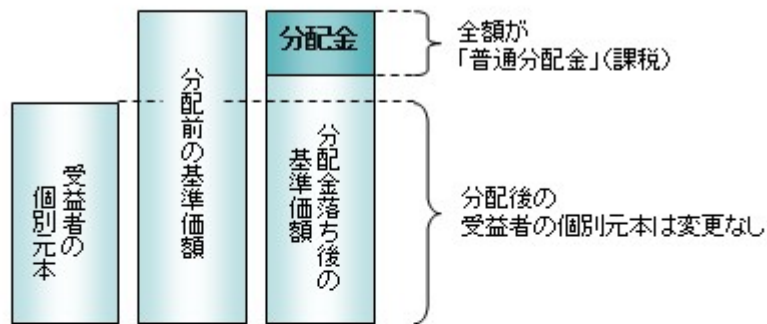 受益者の
個別元本
分配前の基準価額
分配金
分配金落ち後の
基準価額
全額が
「普通分配金」(課税)
分配後の
受益者の個別元本は変更なし